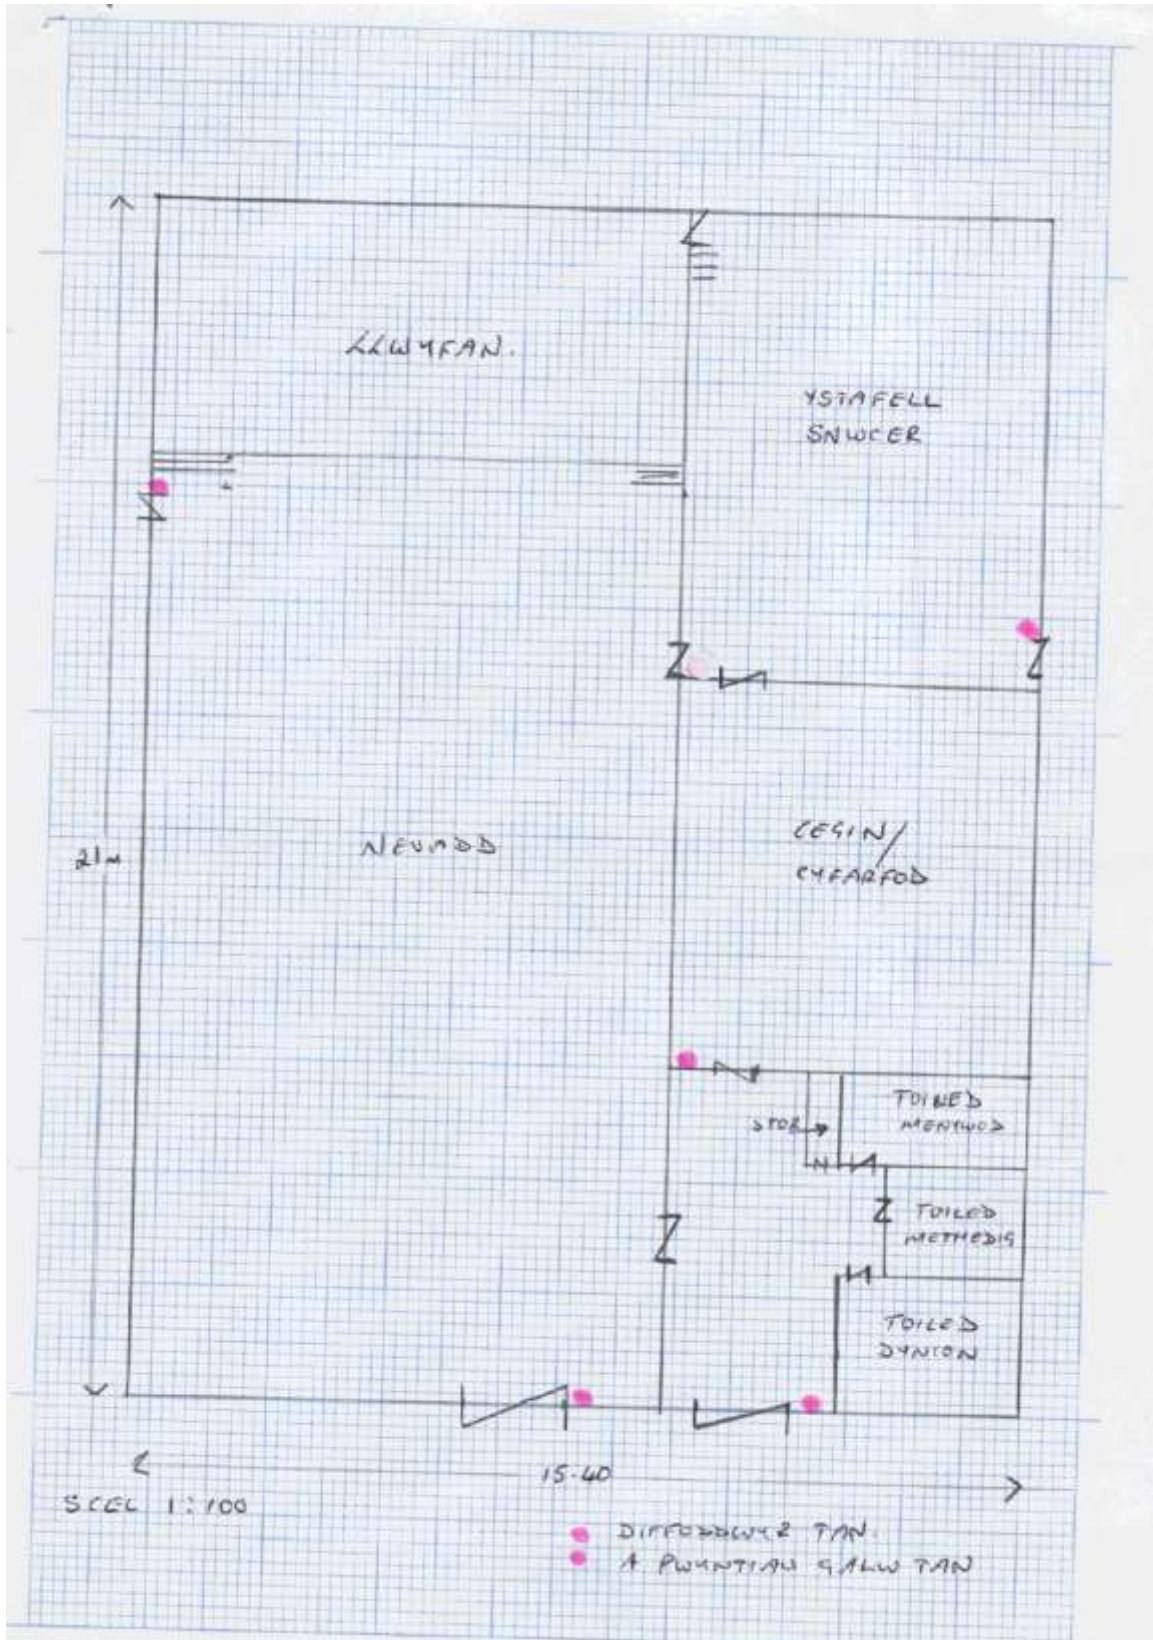 LLWYFAN.
YSTAFELL
SNWCER
NEUADD
CEGIN/
CYFARFOD
21M
TOILED
MENYWOD
STOR
TOILED
METHEDIG
TOILED
DYNION
15.40
SCEL 1:100
DIFFODDWYR TAN.
A PWYNTIAU GALW TAN